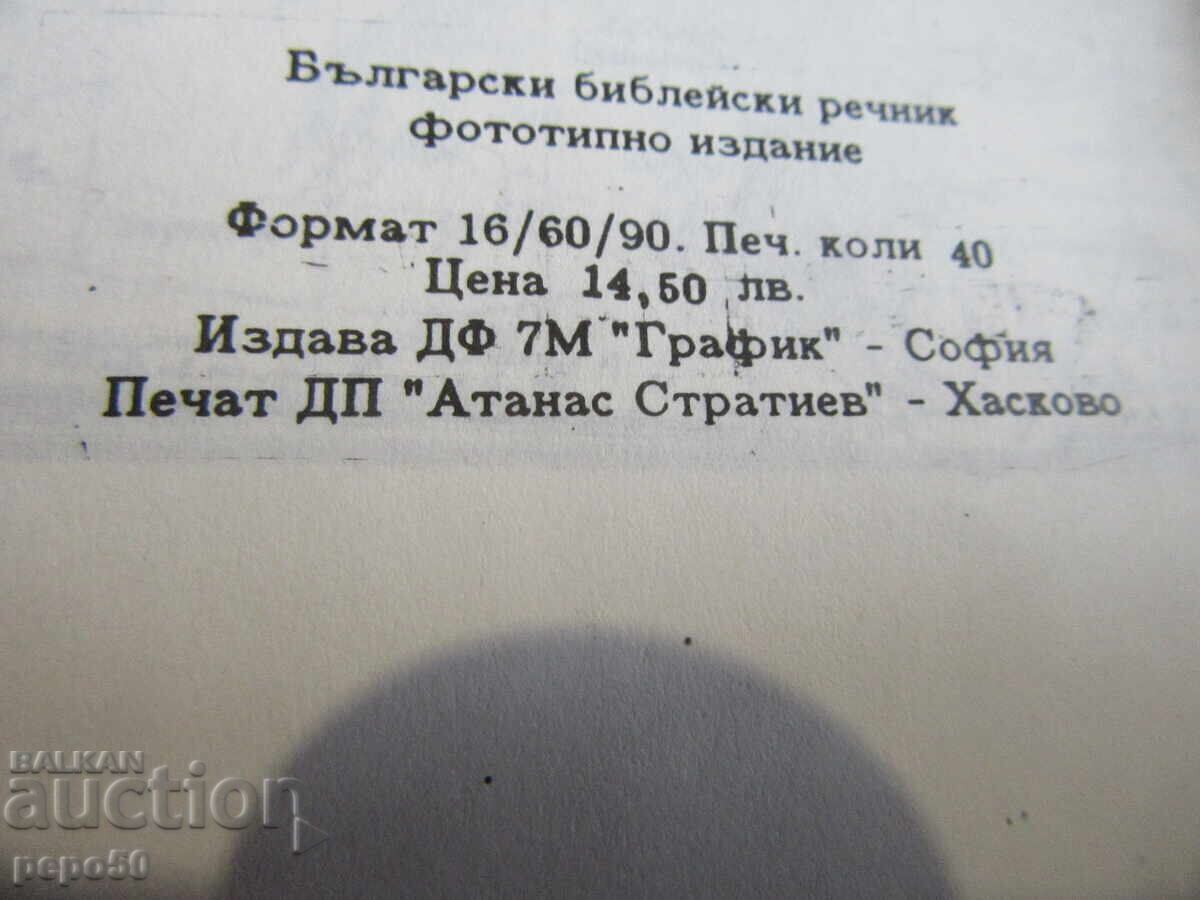 Български библейски речник
фототипно издание
Формат 16/60/90. Печ. коли 40
Цена 14,50 лв.
Издава ДФ 7М "График" - София
Печат ДП "Атанас Стратиев" - Хасково
BALKAN
auction
pepo50